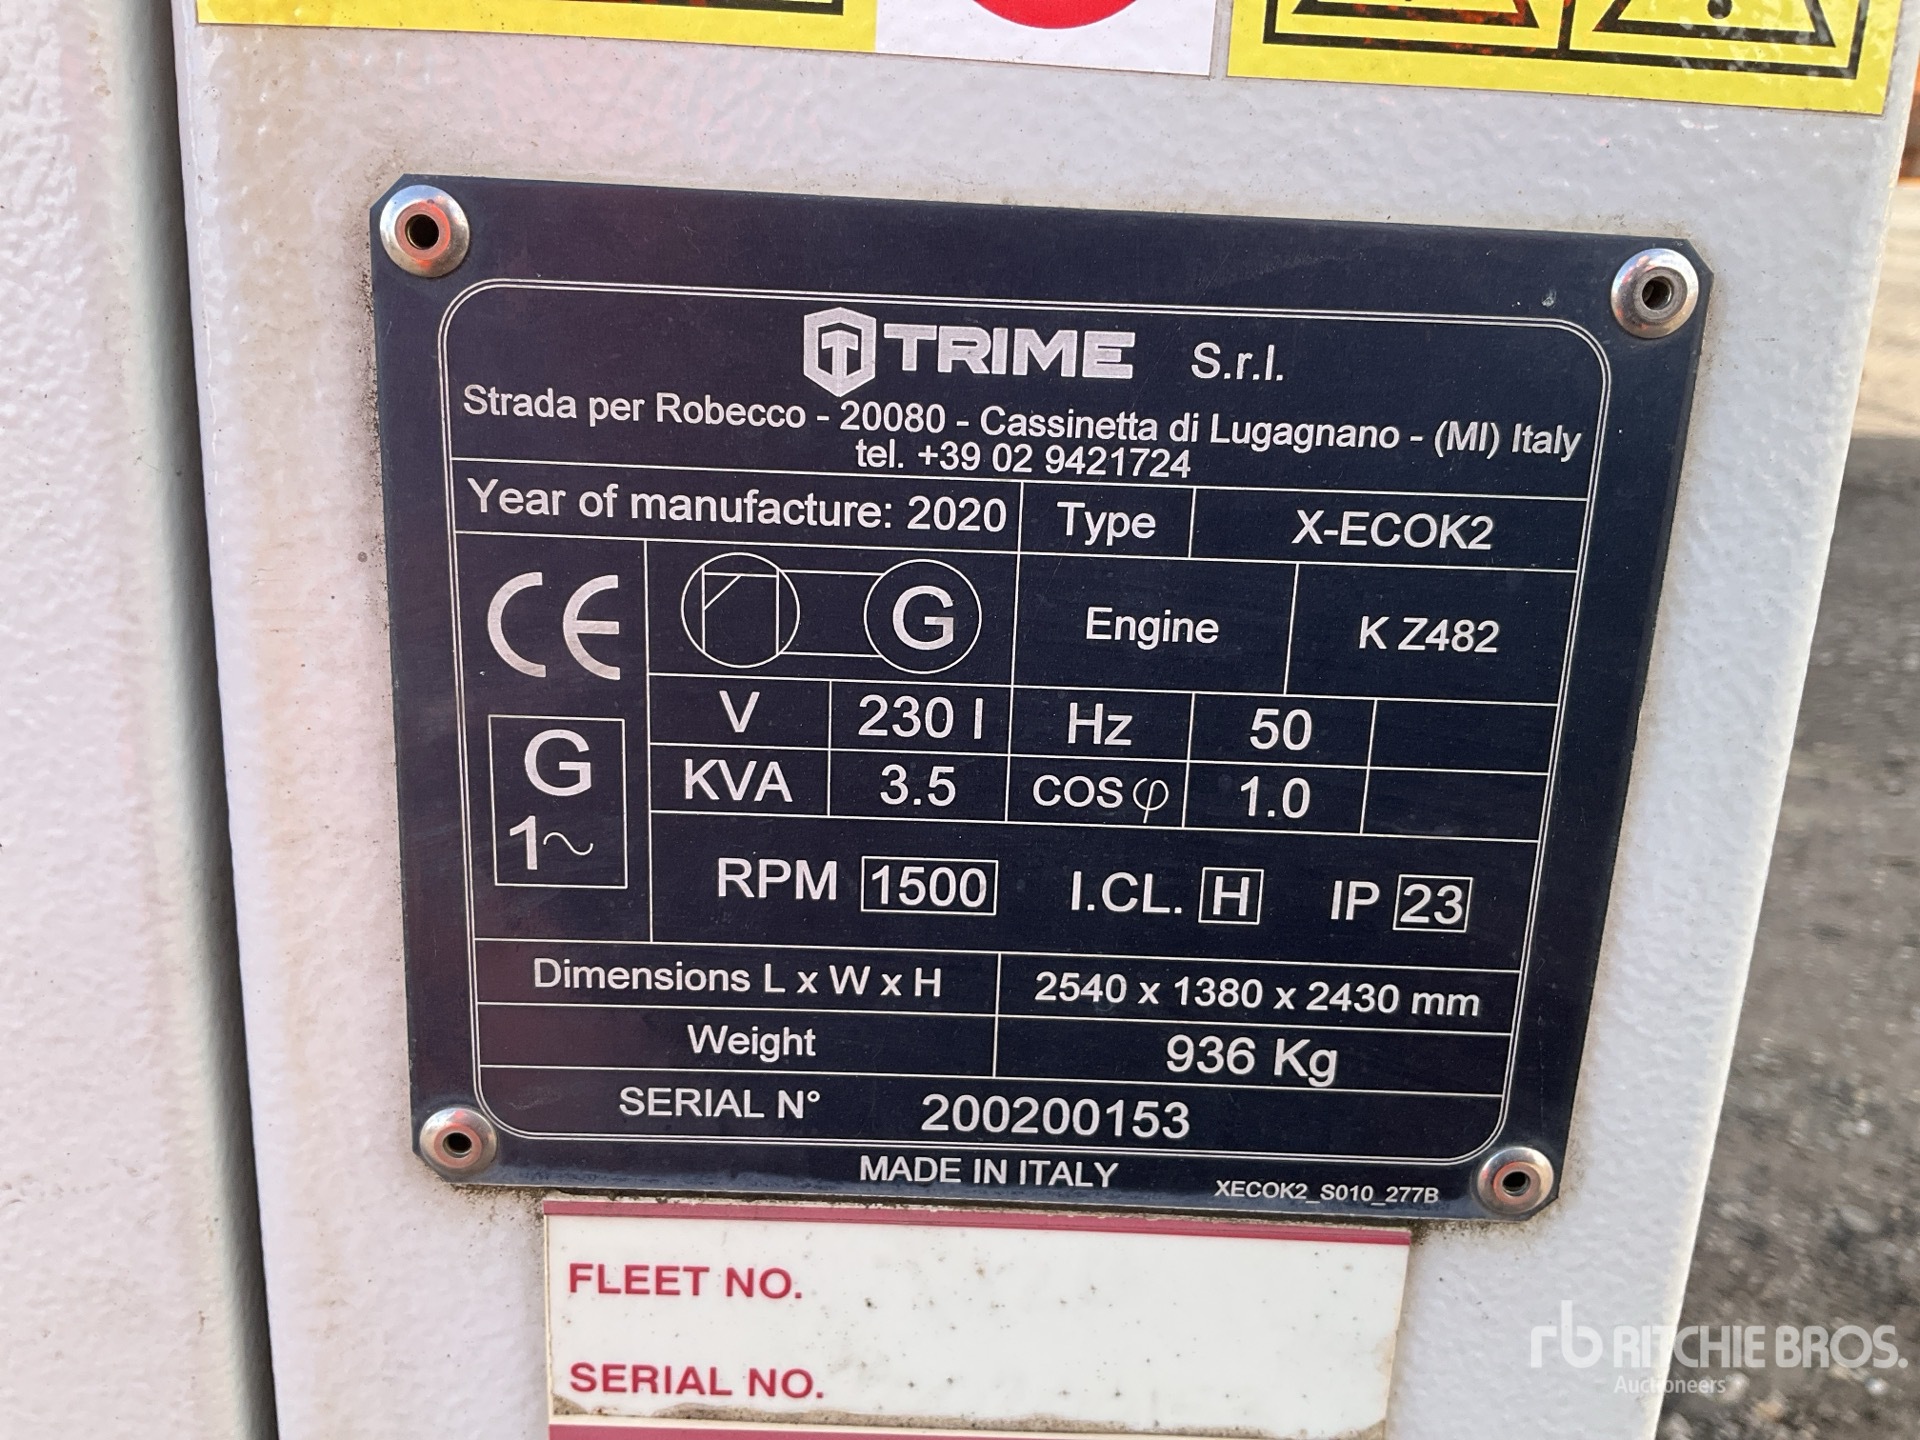 TRIME S.r.l.
Strada per Robecco - 20080 - Cassinetta di Lugagnano - (MI) Italy
tel. +39 02 9421724
Year of manufacture: 2020 Type X-ECOK2
CE G Engine K Z482
V 230 I Hz 50
G KVA 3.5 COS φ 1.0
1~ RPM 1500 I.CL. H IP 23
Dimensions L x W x H 2540 x 1380 x 2430 mm
Weight 936 Kg
SERIAL N° 200200153
MADE IN ITALY XECOK2_S010_277B
FLEET NO.
SERIAL NO.
rb RITCHIE BROS.
Auctioneers